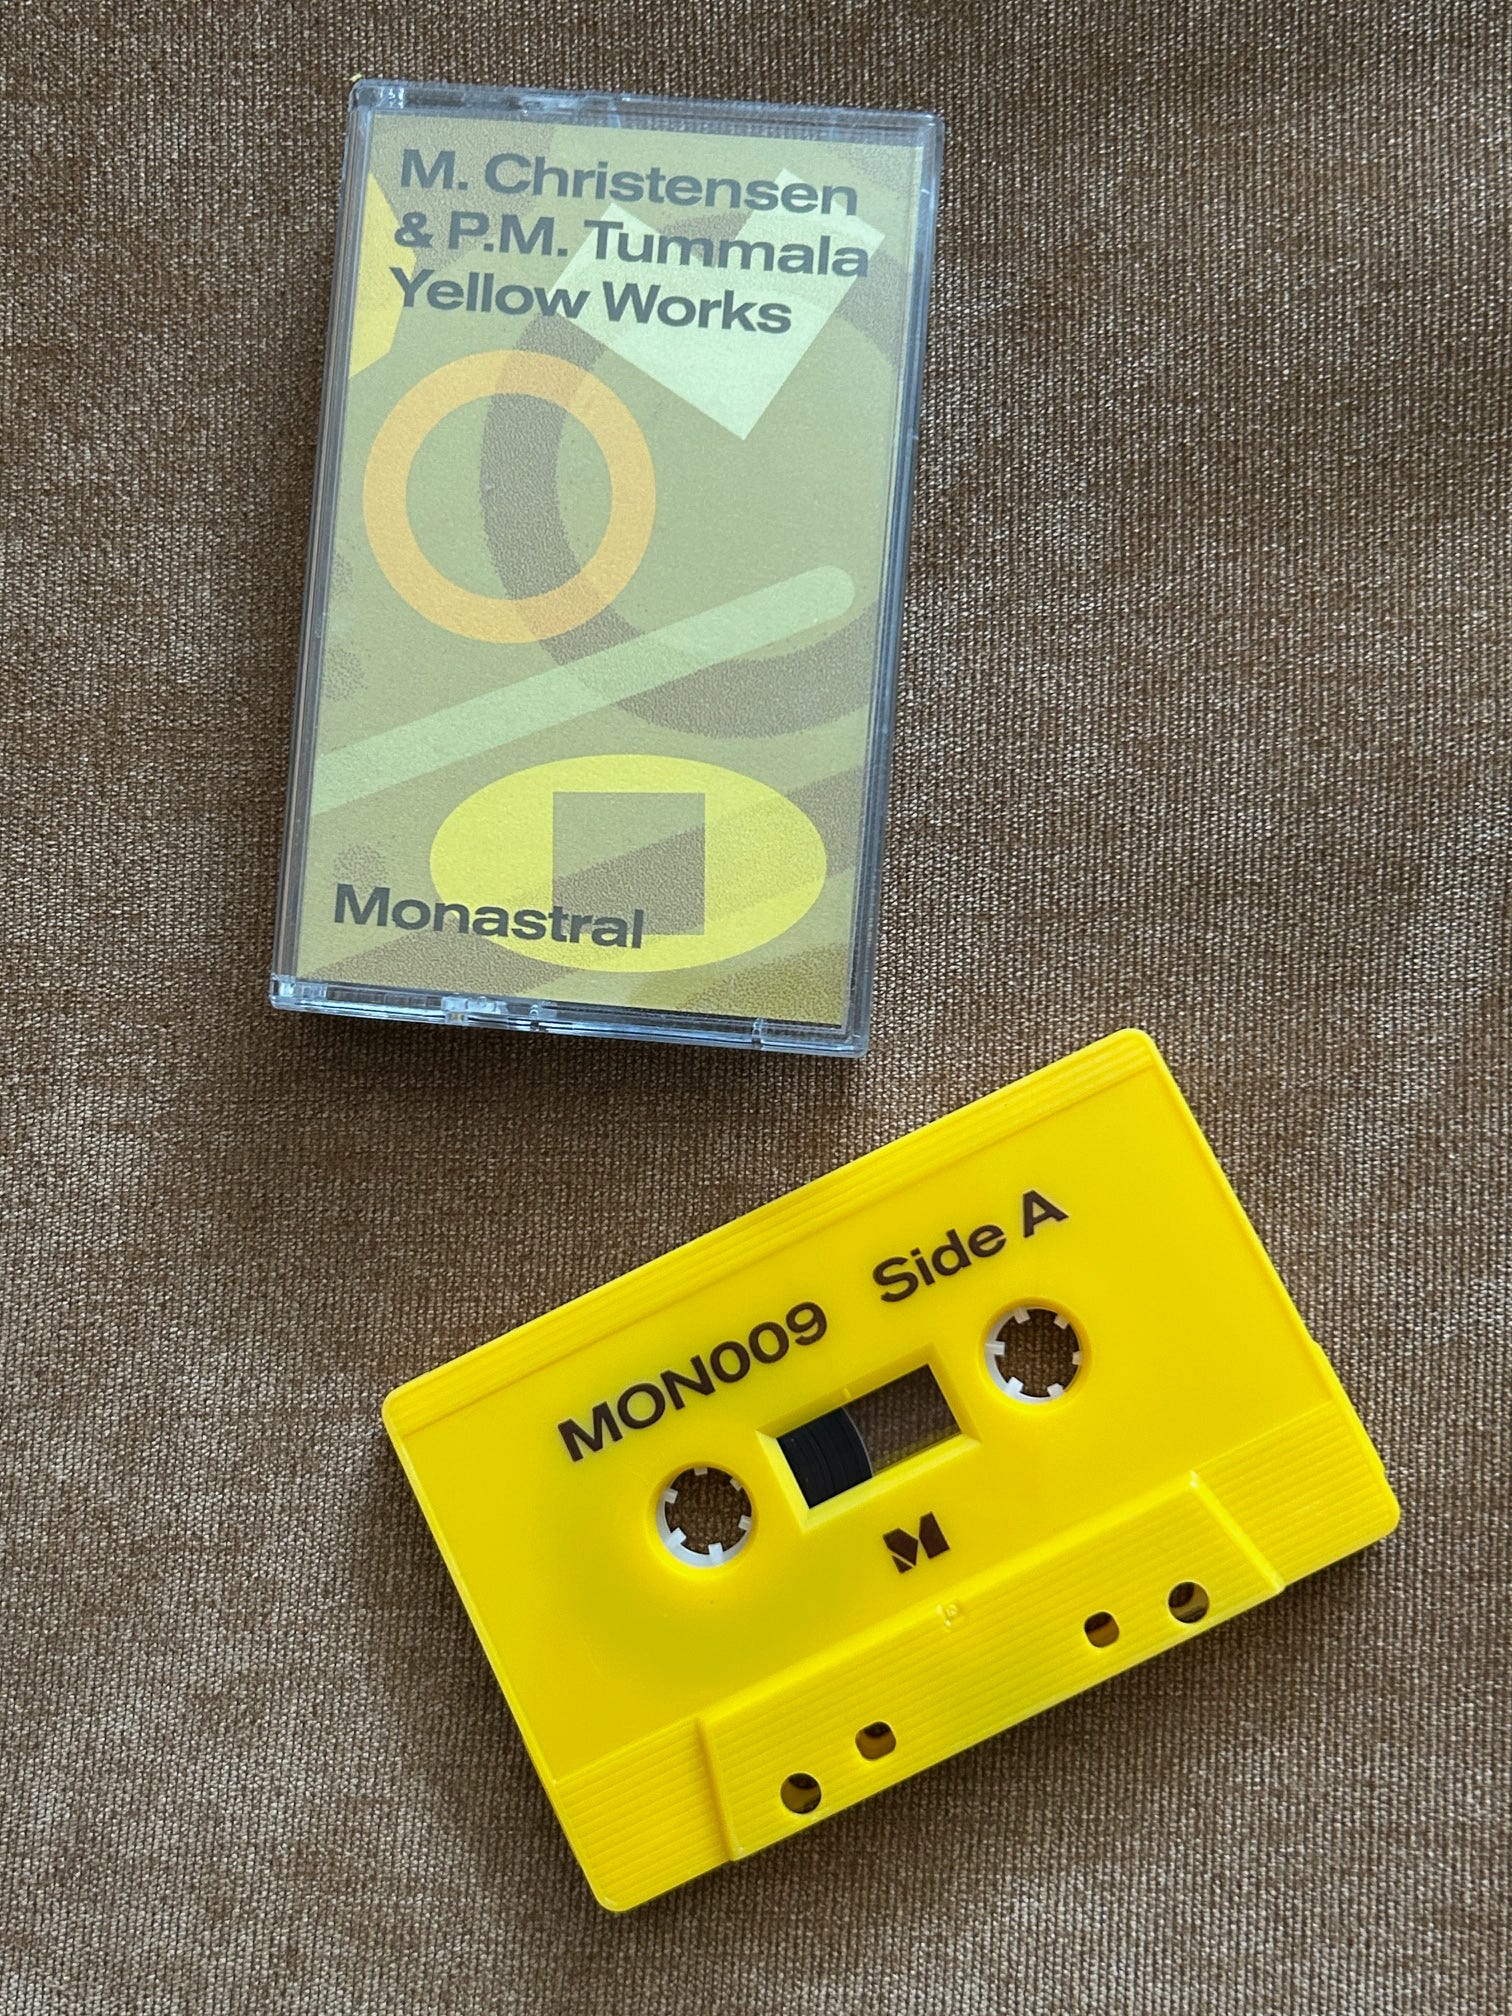 M. Christensen
& P.M. Tummala
Yellow Works
Monastral
MON009 Side A
M